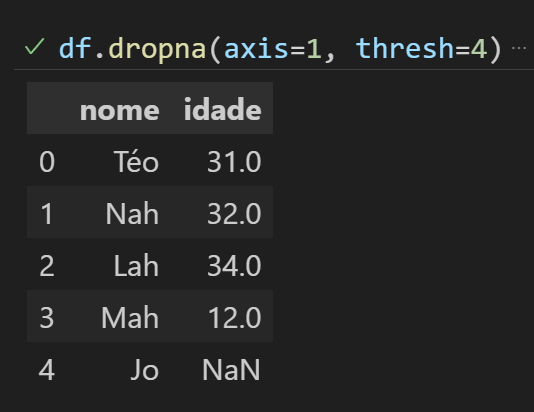 df.dropna(axis=1, thresh=4) ...
nome idade
0 Téo 31.0
1 Nah 32.0
2 Lah 34.0
3 Mah 12.0
4 Jo NaN